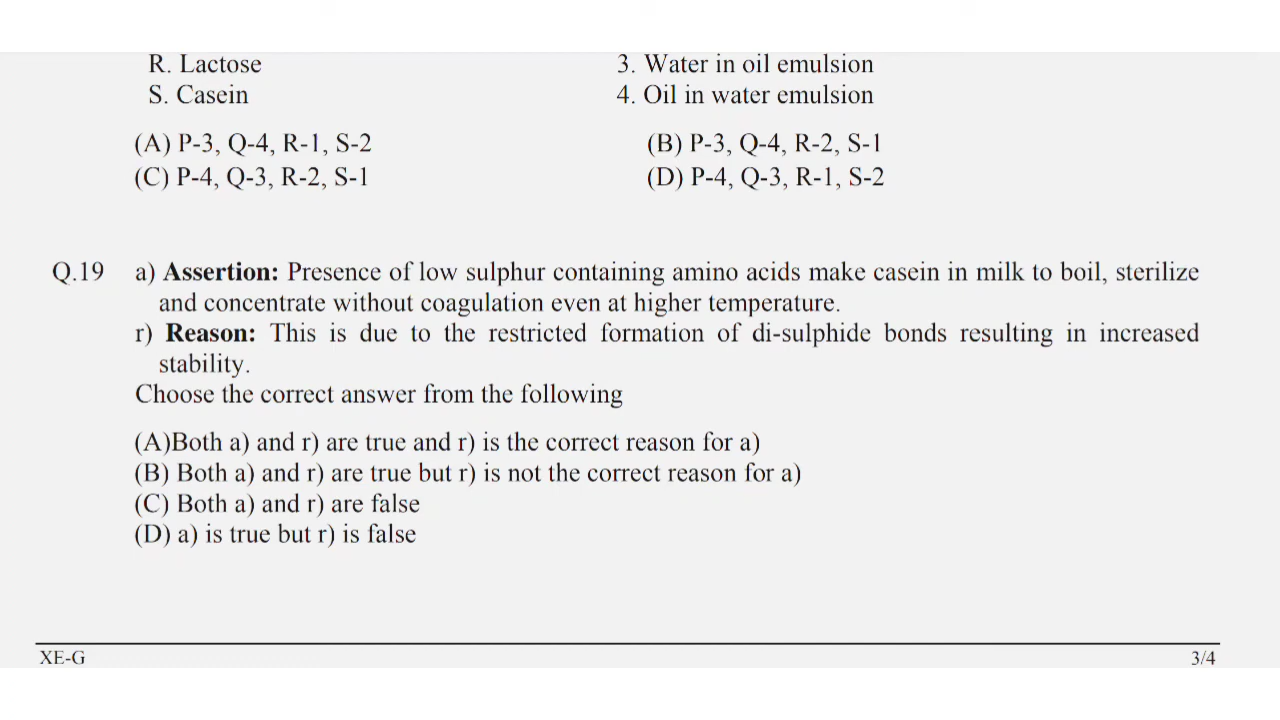 R. Lactose 3. Water in oil emulsion
S. Casein 4. Oil in water emulsion
(A) P-3, Q-4, R-1, S-2 (B) P-3, Q-4, R-2, S-1
(C) P-4, Q-3, R-2, S-1 (D) P-4, Q-3, R-1, S-2
Q.19 a) Assertion: Presence of low sulphur containing amino acids make casein in milk to boil, sterilize
and concentrate without coagulation even at higher temperature.
r) Reason: This is due to the restricted formation of di-sulphide bonds resulting in increased
stability.
Choose the correct answer from the following
(A)Both a) and r) are true and r) is the correct reason for a)
(B) Both a) and r) are true but r) is not the correct reason for a)
(C) Both a) and r) are false
(D) a) is true but r) is false
XE-G 3/4